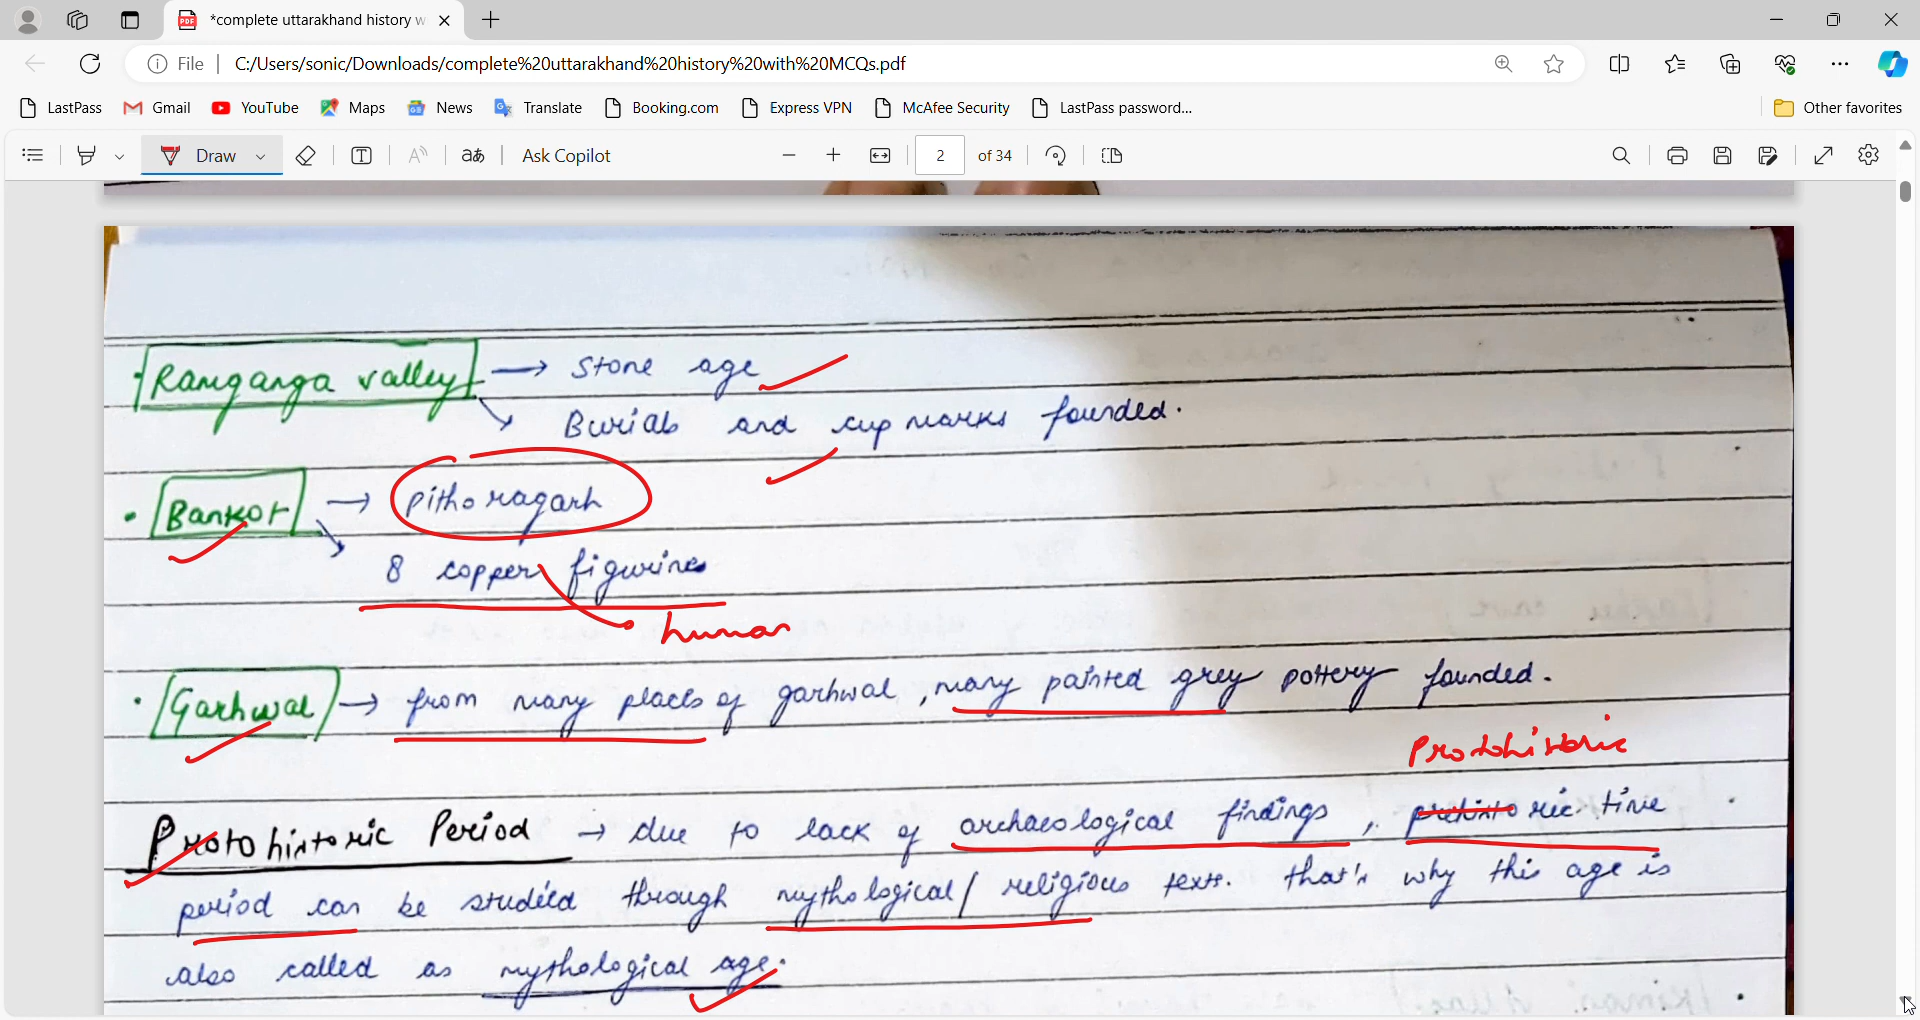 *complete uttarakhand history w
File
C:/Users/sonic/Downloads/complete%20uttarakhand%20history%20with%20MCQs.pdf
LastPass Gmail YouTube Maps News Translate Booking.com Express VPN McAfee Security LastPass password... Other favorites
Draw Ask Copilot 2 of 34
Ramganga valley → Stone age
Burials and cup marks founded.
Bankot → pithoragarh
8 copper figurines
human
Garhwal → from many places of garhwal, many painted grey pottery founded.
Protohistoric
Protohistoric Period → due to lack of archaeological findings, prehistoric time
period can be studied through mythological/religious texts. that's why this age is
also called as mythological age.